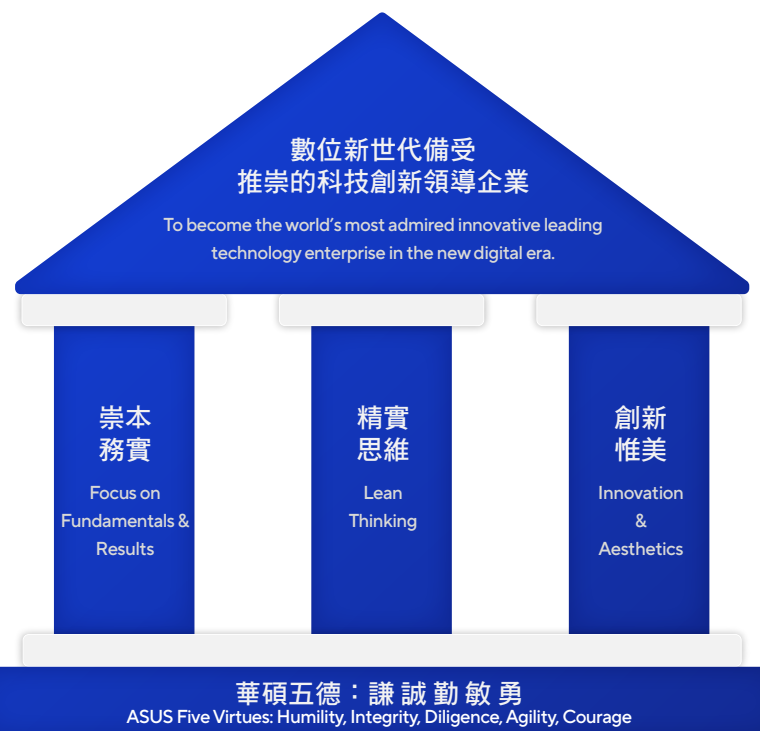 數位新世代備受
推崇的科技創新領導企業
To become the world's most admired innovative leading
technology enterprise in the new digital era.
崇本
務實
Focus on
Fundamentals &
Results
精實
思維
Lean
Thinking
創新
惟美
Innovation
&
Aesthetics
華碩五德：謙 誠 勤 敏 勇
ASUS Five Virtues: Humility, Integrity, Diligence, Agility, Courage